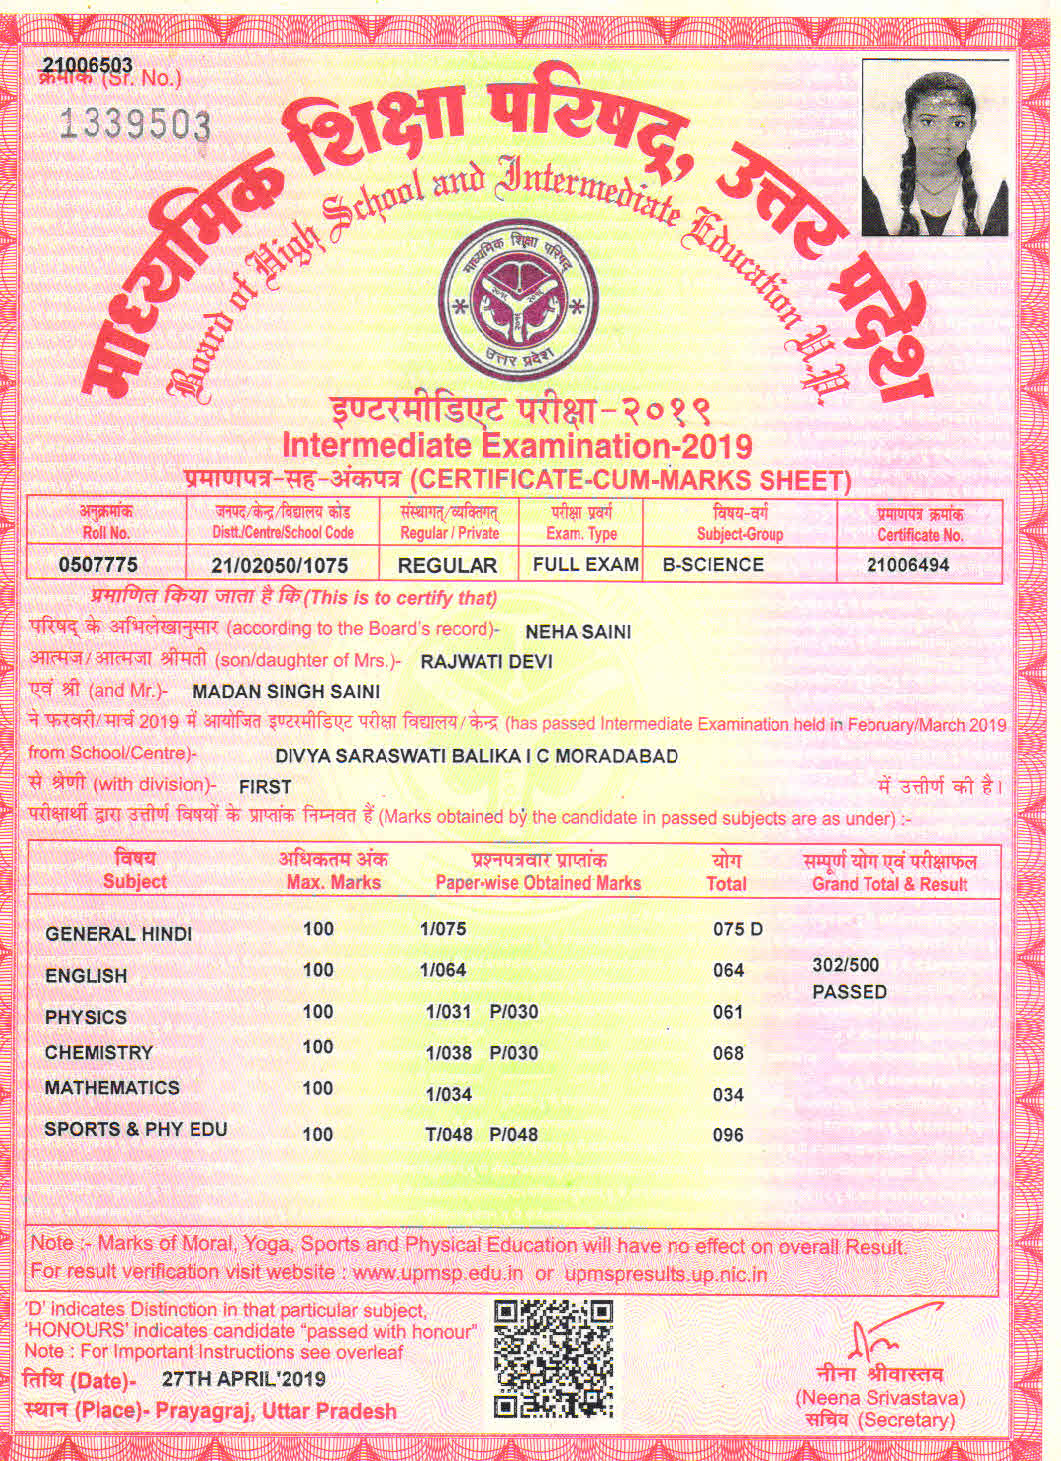 21006503
क्रमांक (Sr. No.)
1339503
माध्यमिक शिक्षा परिषद्, उत्तर प्रदेश
Board of High School and Intermediate Education U.P.
माध्यमिक शिक्षा परिषद
उत्तर प्रदेश
इण्टरमीडिएट परीक्षा-२०१९
Intermediate Examination-2019
प्रमाणपत्र-सह-अंकपत्र (CERTIFICATE-CUM-MARKS SHEET)
अनुक्रमांक जनपद/केन्द्र/विद्यालय कोड संस्थागत/व्यक्तिगत परीक्षा प्रवर्ग विषय-वर्ग प्रमाणपत्र क्रमांक
Roll No. Distt./Centre/School Code Regular / Private Exam. Type Subject-Group Certificate No.
0507775 21/02050/1075 REGULAR FULL EXAM B-SCIENCE 21006494
प्रमाणित किया जाता है कि (This is to certify that)
परिषद् के अभिलेखानुसार (according to the Board's record)- NEHA SAINI
आत्मज/आत्मजा श्रीमती (son/daughter of Mrs.)- RAJWATI DEVI
एवं श्री (and Mr.)- MADAN SINGH SAINI
ने फरवरी/मार्च 2019 में आयोजित इण्टरमीडिएट परीक्षा विद्यालय/केन्द्र (has passed Intermediate Examination held in February/March 2019
from School/Centre)- DIVYA SARASWATI BALIKA I C MORADABAD
से श्रेणी (with division)- FIRST में उत्तीर्ण की है।
परीक्षार्थी द्वारा उत्तीर्ण विषयों के प्राप्तांक निम्नवत हैं (Marks obtained by the candidate in passed subjects are as under) :-
विषय अधिकतम अंक प्रश्नपत्रवार प्राप्तांक योग सम्पूर्ण योग एवं परीक्षाफल
Subject Max. Marks Paper-wise Obtained Marks Total Grand Total & Result
GENERAL HINDI 100 1/075 075 D
ENGLISH 100 1/064 064 302/500
PASSED
PHYSICS 100 1/031 P/030 061
CHEMISTRY 100 1/038 P/030 068
MATHEMATICS 100 1/034 034
SPORTS & PHY EDU 100 T/048 P/048 096
Note :- Marks of Moral, Yoga, Sports and Physical Education will have no effect on overall Result.
For result verification visit website : www.upmsp.edu.in or upmspresults.up.nic.in
'D' indicates Distinction in that particular subject,
'HONOURS' indicates candidate "passed with honour"
Note : For Important Instructions see overleaf
तिथि (Date)- 27TH APRIL'2019
स्थान (Place)- Prayagraj, Uttar Pradesh
नीना श्रीवास्तव
(Neena Srivastava)
सचिव (Secretary)